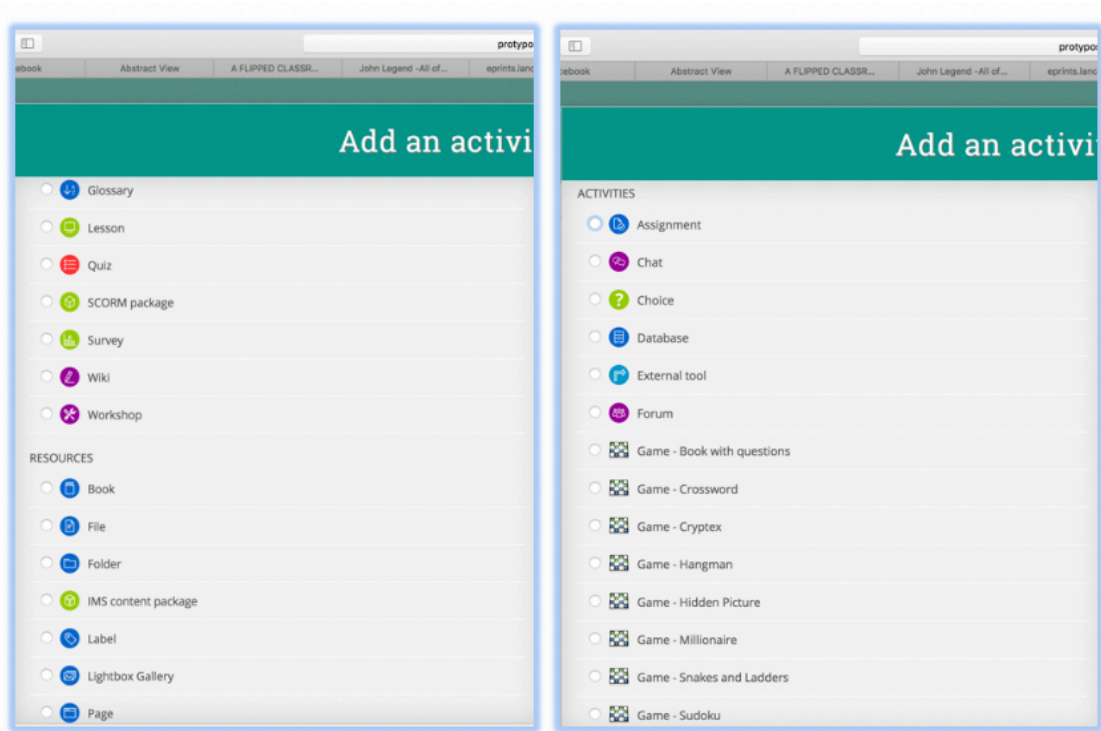 protypo
ebook
Abstract View
A FLIPPED CLASSR...
John Legend -All of...
eprints.lanc
Add an activi
Glossary
Lesson
Quiz
SCORM package
Survey
Wiki
Workshop
RESOURCES
Book
File
Folder
IMS content package
Label
Lightbox Gallery
Page
protypo
cebook
Abstract View
A FLIPPED CLASSR...
John Legend -All of...
eprints.lanc
Add an activi
ACTIVITIES
Assignment
Chat
Choice
Database
External tool
Forum
Game - Book with questions
Game - Crossword
Game - Cryptex
Game - Hangman
Game - Hidden Picture
Game - Millionaire
Game - Snakes and Ladders
Game - Sudoku